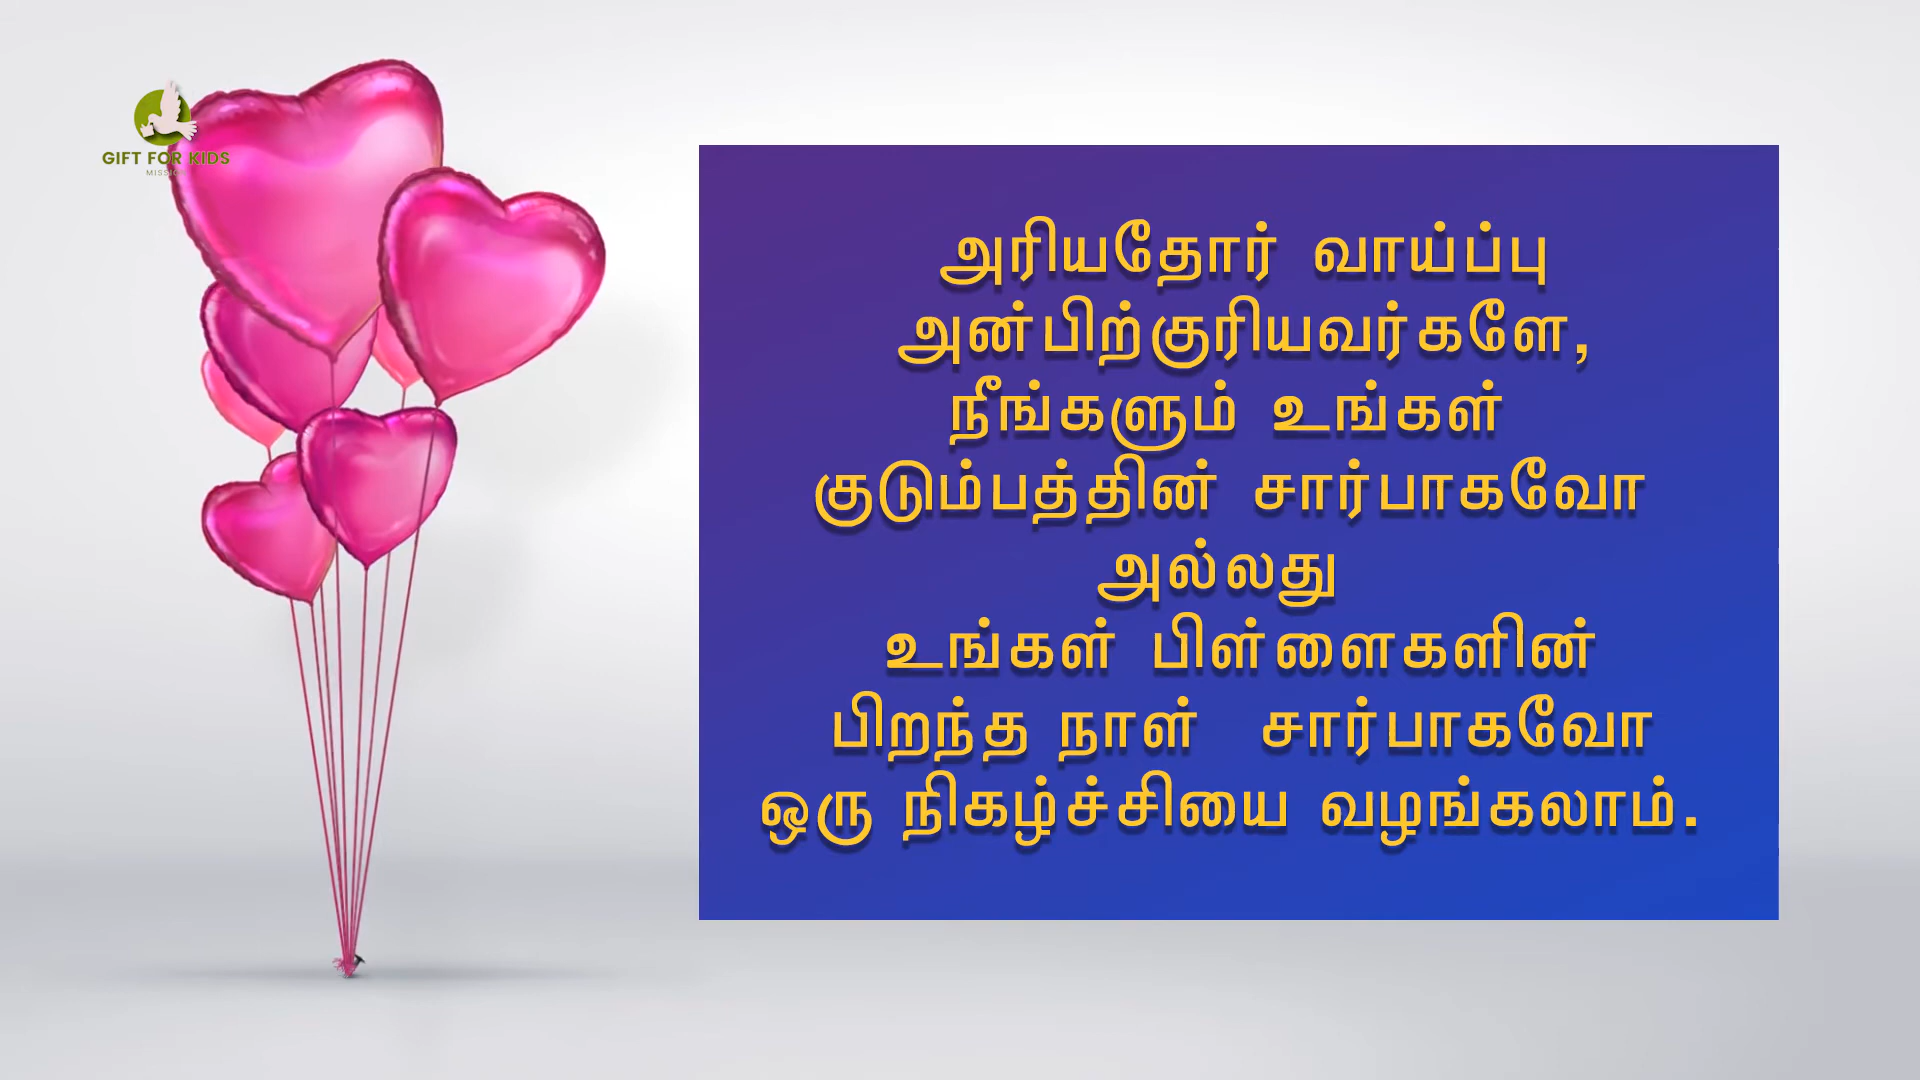 GIFT FOR KIDS
MISSION
அரியதோர் வாய்ப்பு
அன்பிற்குரியவர்களே,
நீங்களும் உங்கள்
குடும்பத்தின் சார்பாகவோ
அல்லது
உங்கள் பிள்ளைகளின்
பிறந்த நாள் சார்பாகவோ
ஒரு நிகழ்ச்சியை வழங்கலாம்.